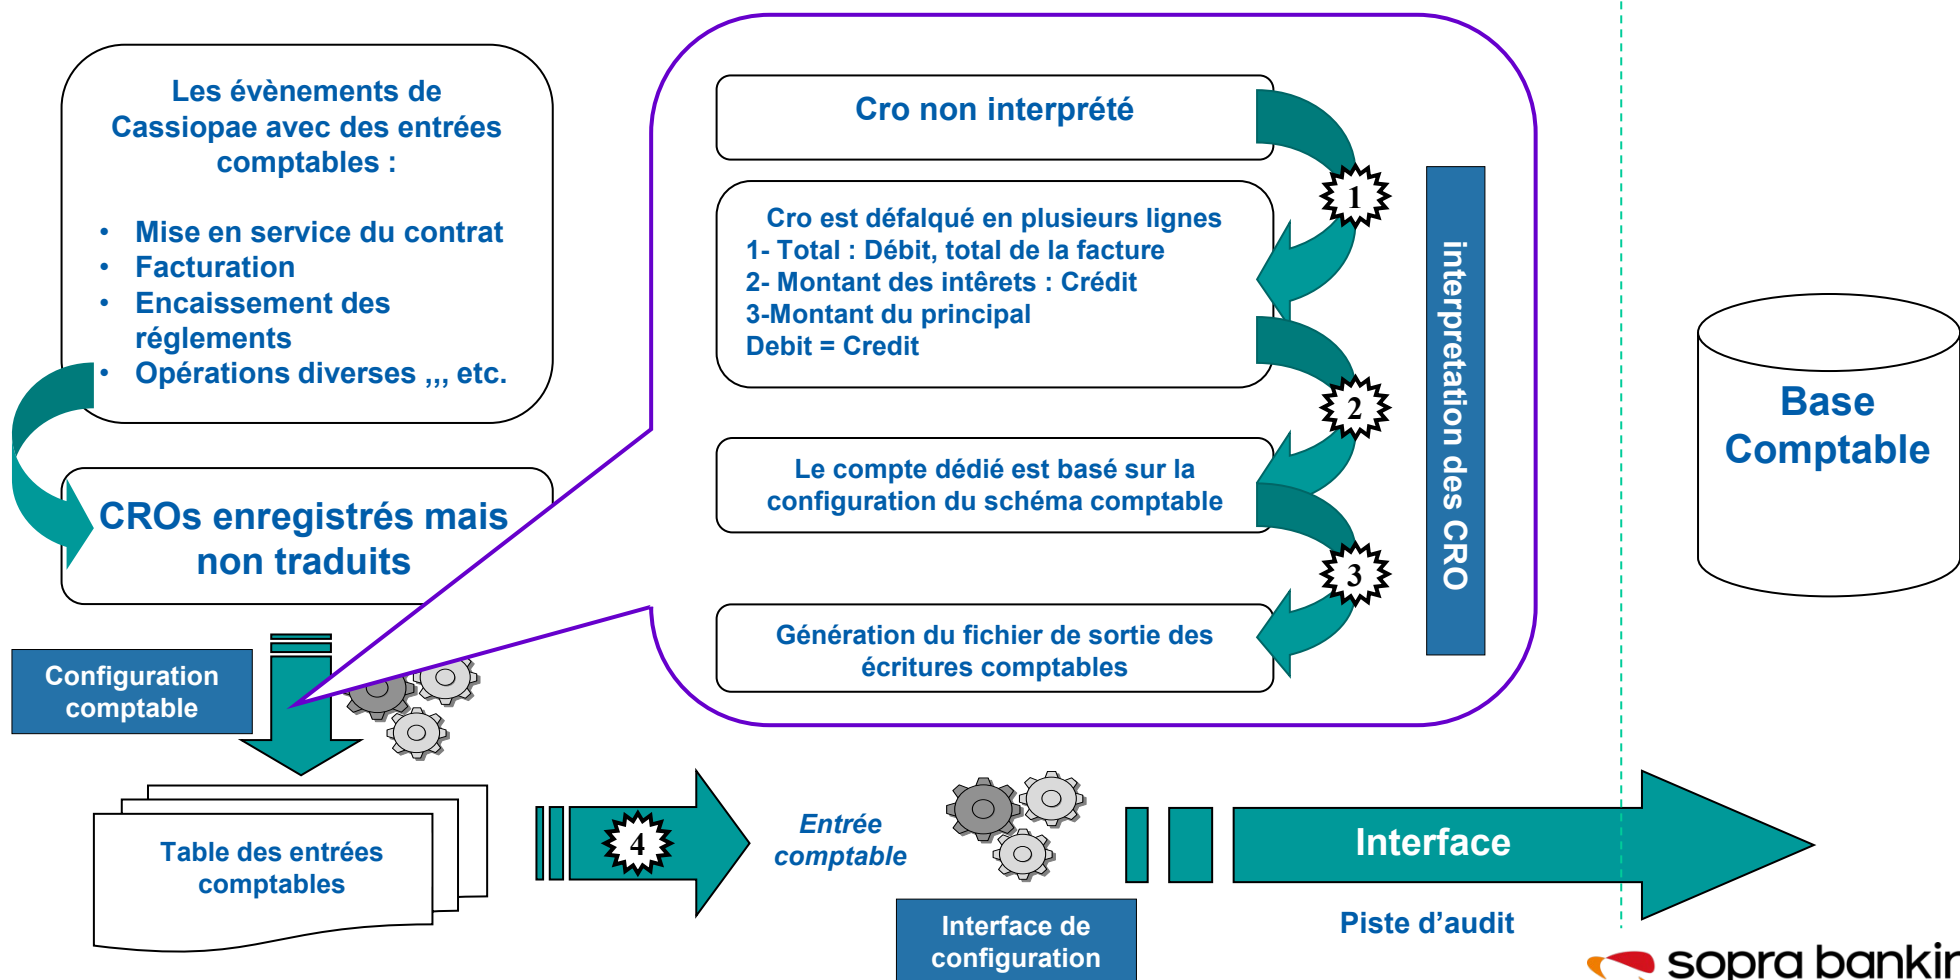 Les évènements de
Cassiopae avec des entrées
comptables :
• Mise en service du contrat
• Facturation
• Encaissement des
réglements
• Opérations diverses ,,, etc.
CROs enregistrés mais
non traduits
Configuration
comptable
Table des entrées
comptables
Cro non interprété
1
Cro est défalqué en plusieurs lignes
1- Total : Débit, total de la facture
2- Montant des intêrets : Crédit
3-Montant du principal
Debit = Credit
2
Le compte dédié est basé sur la
configuration du schéma comptable
3
Génération du fichier de sortie des
écritures comptables
interpretation des CRO
4
Entrée
comptable
Interface de
configuration
Interface
Piste d’audit
Base
Comptable
sopra bankin